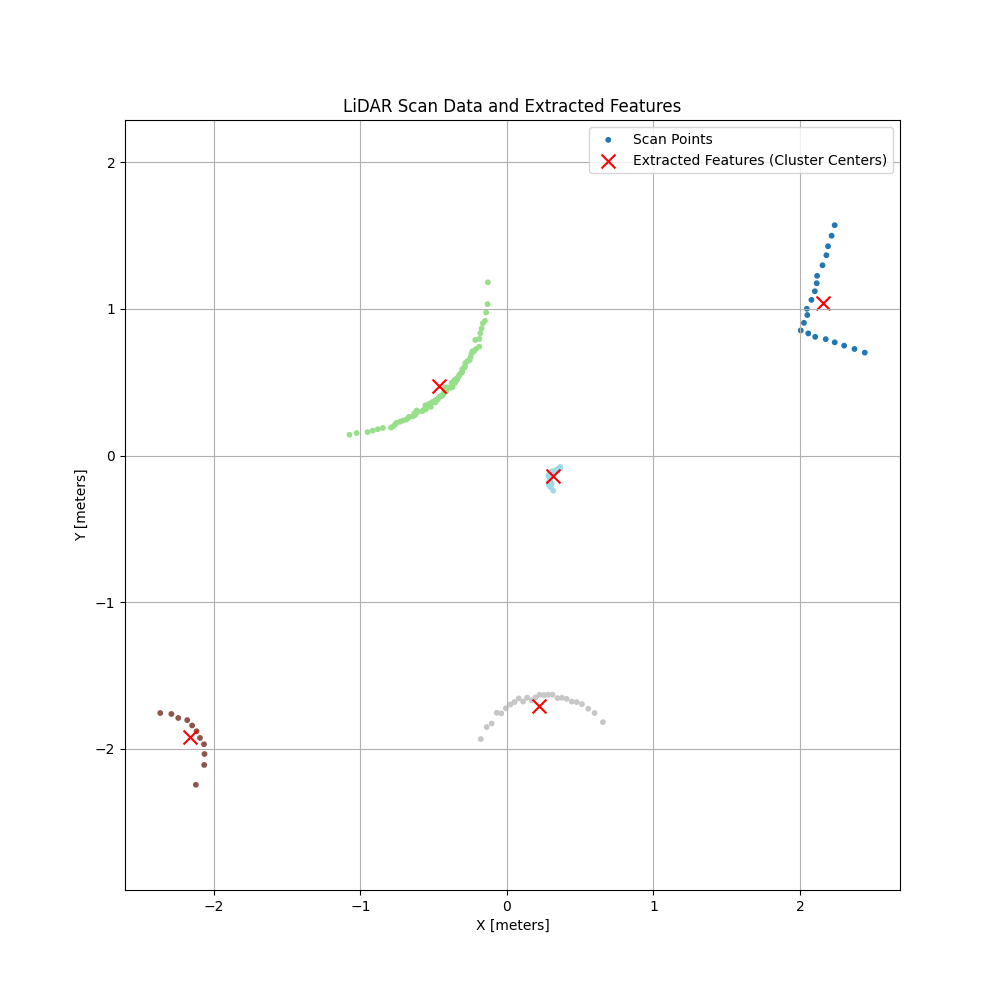 LiDAR Scan Data and Extracted Features
Scan Points
Extracted Features (Cluster Centers)
2
1
0
−1
−2
Y [meters]
−2
−1
0
1
2
X [meters]